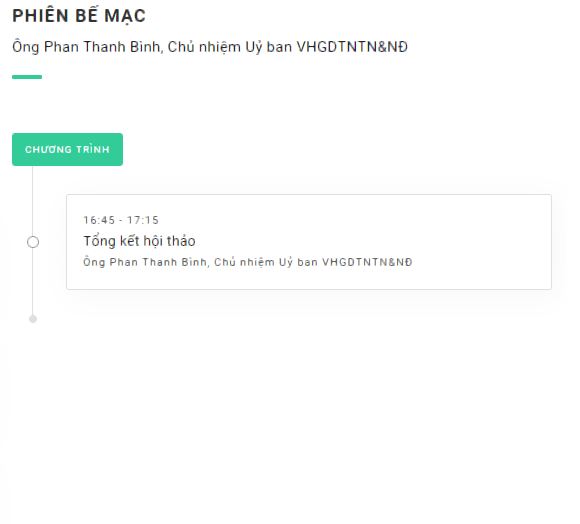 PHIÊN BẾ MẠC
Ông Phan Thanh Bình, Chủ nhiệm Uỷ ban VHGDTNTN&NĐ
CHƯƠNG TRÌNH
16:45 - 17:15
Tổng kết hội thảo
Ông Phan Thanh Bình, Chủ nhiệm Uỷ ban VHGDTNTN&NĐ